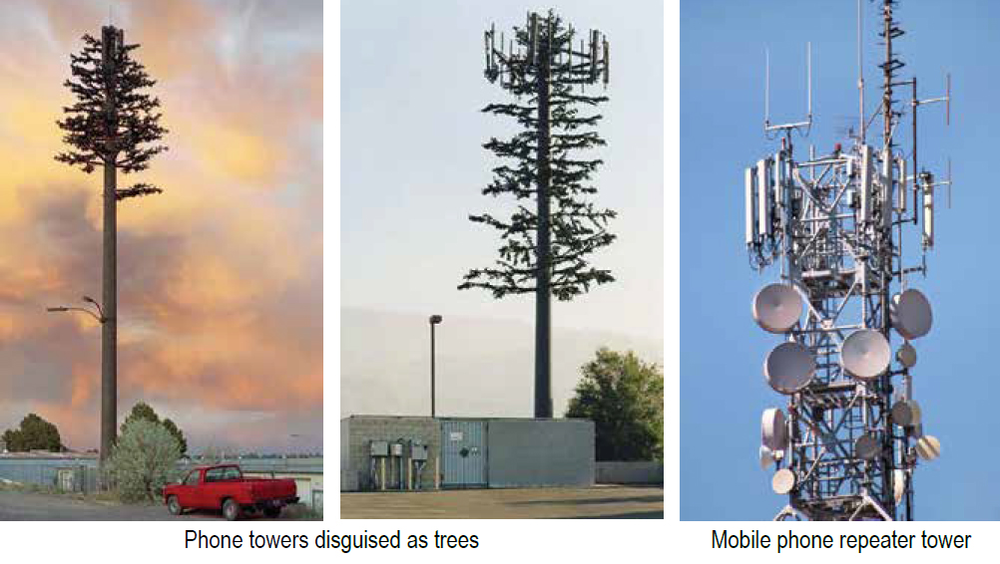 Phone towers disguised as trees
Mobile phone repeater tower